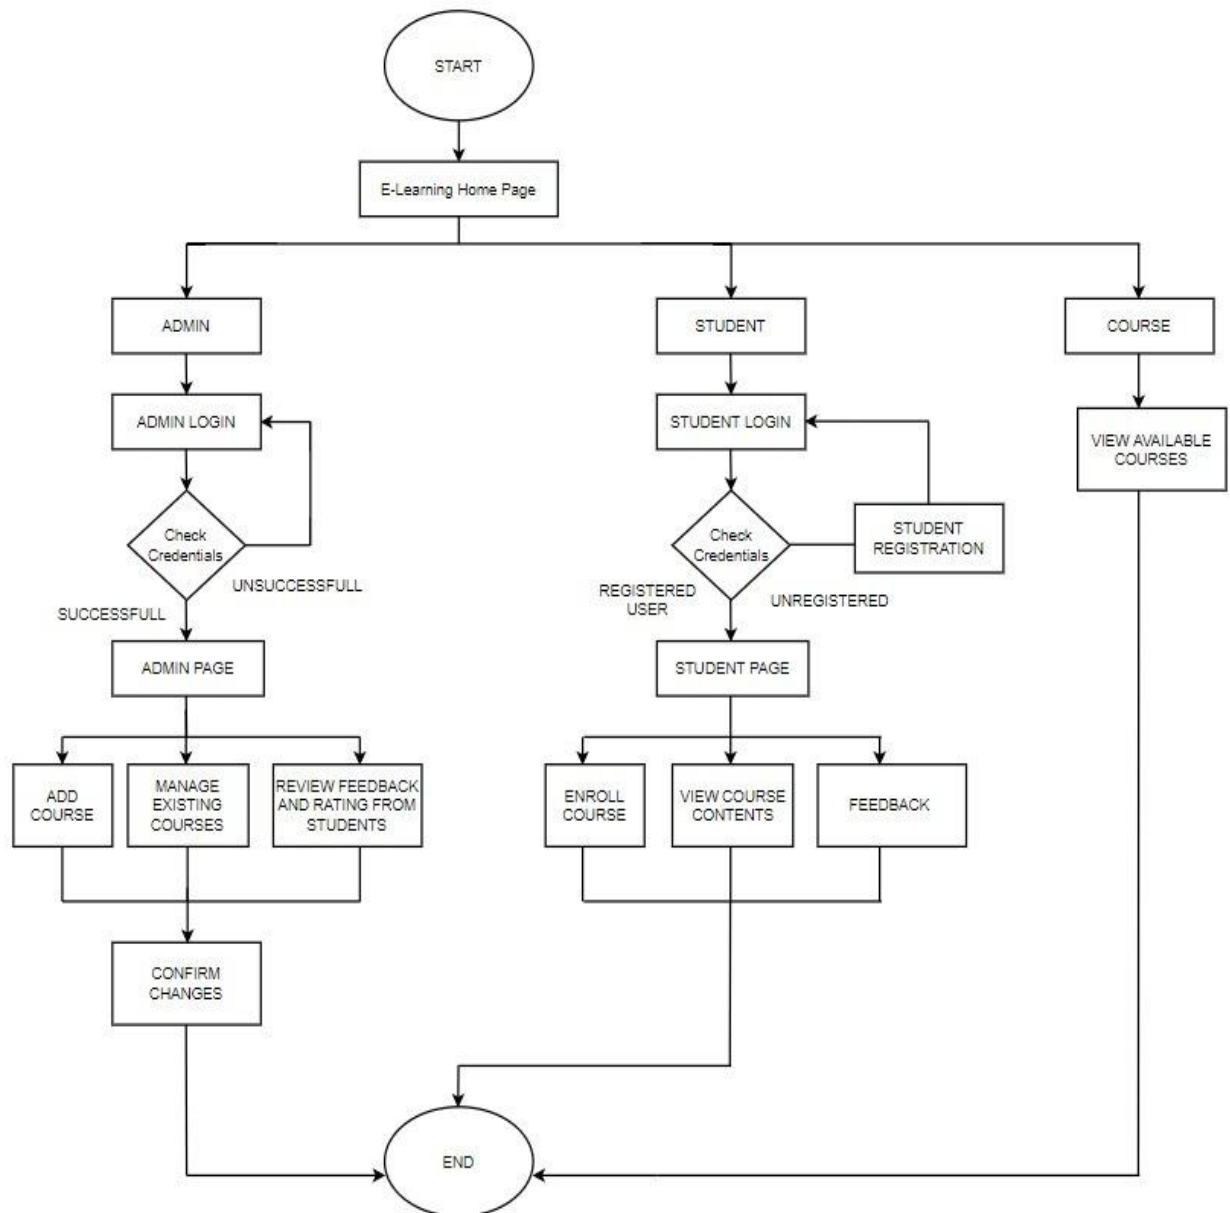 START
E-Learning Home Page
ADMIN
STUDENT
COURSE
ADMIN LOGIN
STUDENT LOGIN
VIEW AVAILABLE
COURSES
Check
Credentials
Check
Credentials
STUDENT
REGISTRATION
UNSUCCESSFULL
SUCCESSFULL
REGISTERED
USER
UNREGISTERED
ADMIN PAGE
STUDENT PAGE
ADD
COURSE
MANAGE
EXISTING
COURSES
REVIEW FEEDBACK
AND RATING FROM
STUDENTS
ENROLL
COURSE
VIEW COURSE
CONTENTS
FEEDBACK
CONFIRM
CHANGES
END